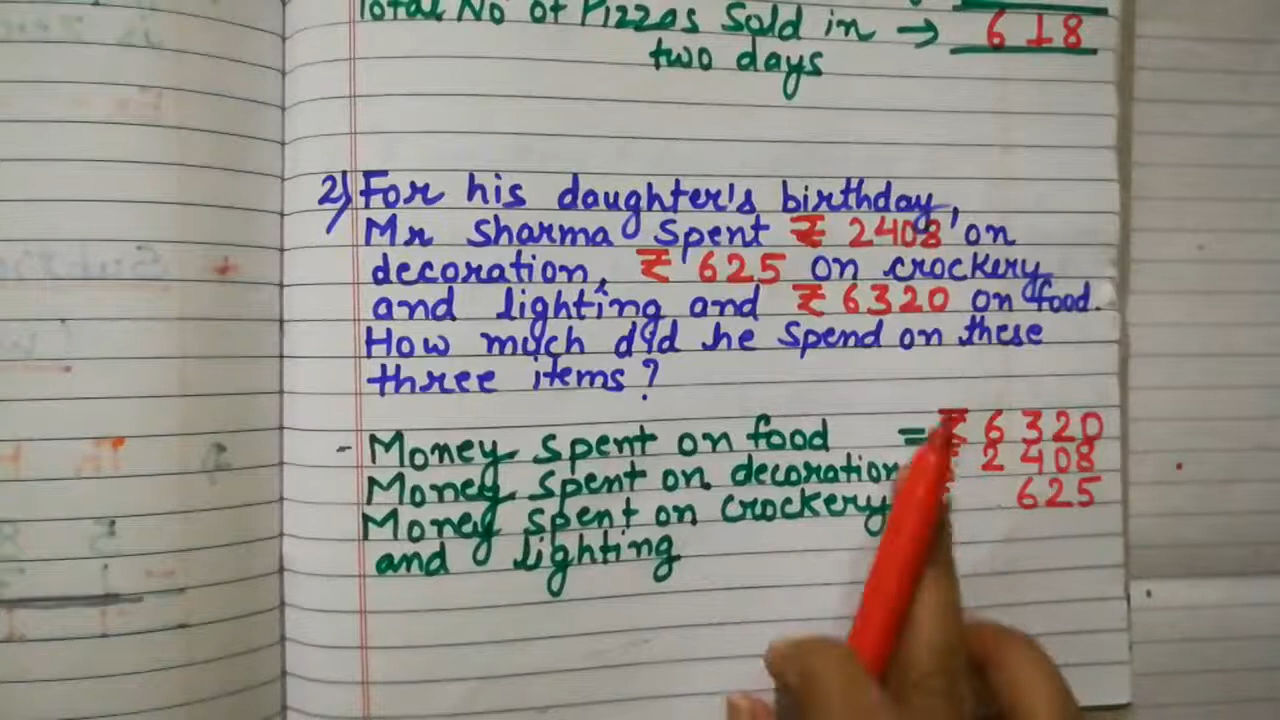 Total No of Pizzas Sold in → 618
two days
2) For his daughter's birthday,
Mr Sharma spent ₹ 2408 on
decoration, ₹ 625 on crockery
and lighting and ₹ 6320 on food.
How much did he spend on these
three items?
- Money spent on food = ₹ 6320
Money spent on decoration 2408
Money spent on crockery 625
and lighting